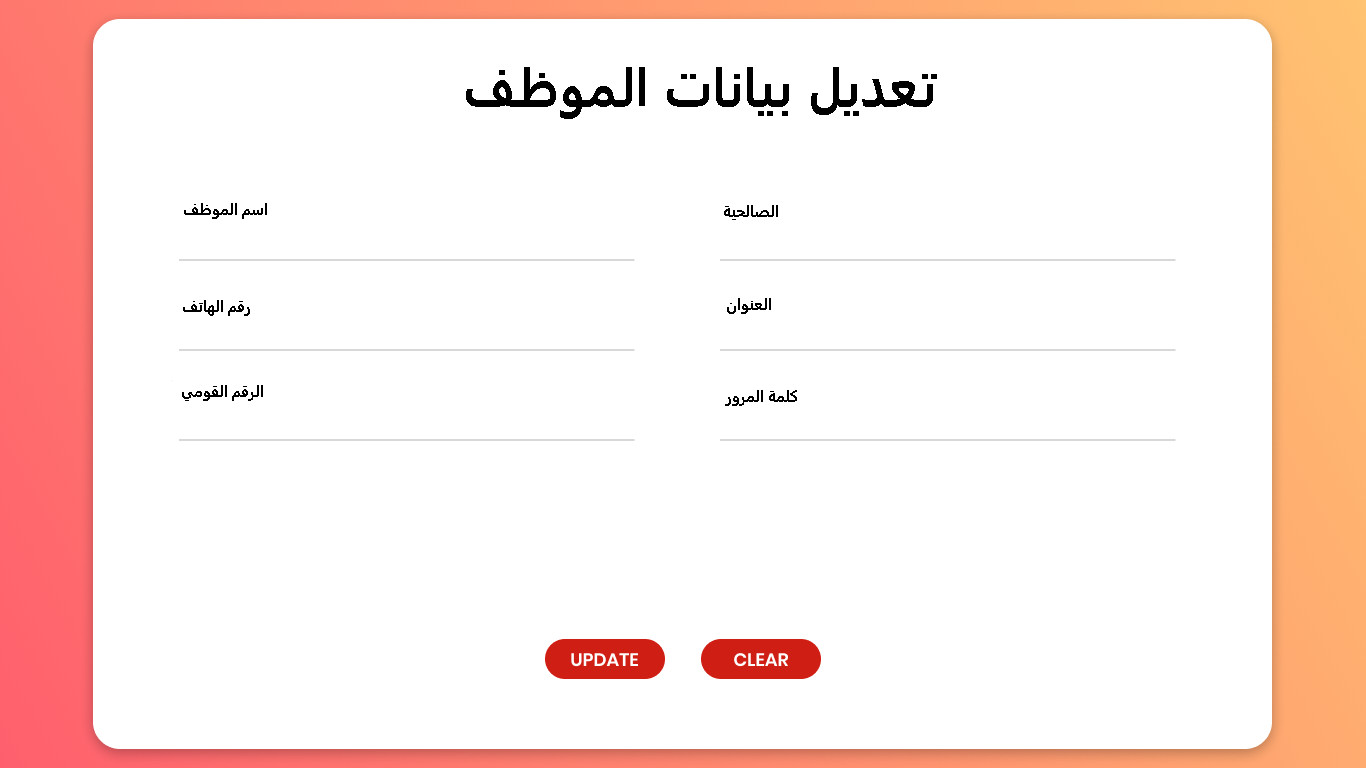 تعديل بيانات الموظف
اسم الموظف
الصالحية
رقم الهاتف
العنوان
الرقم القومي
كلمة المرور
UPDATE
CLEAR